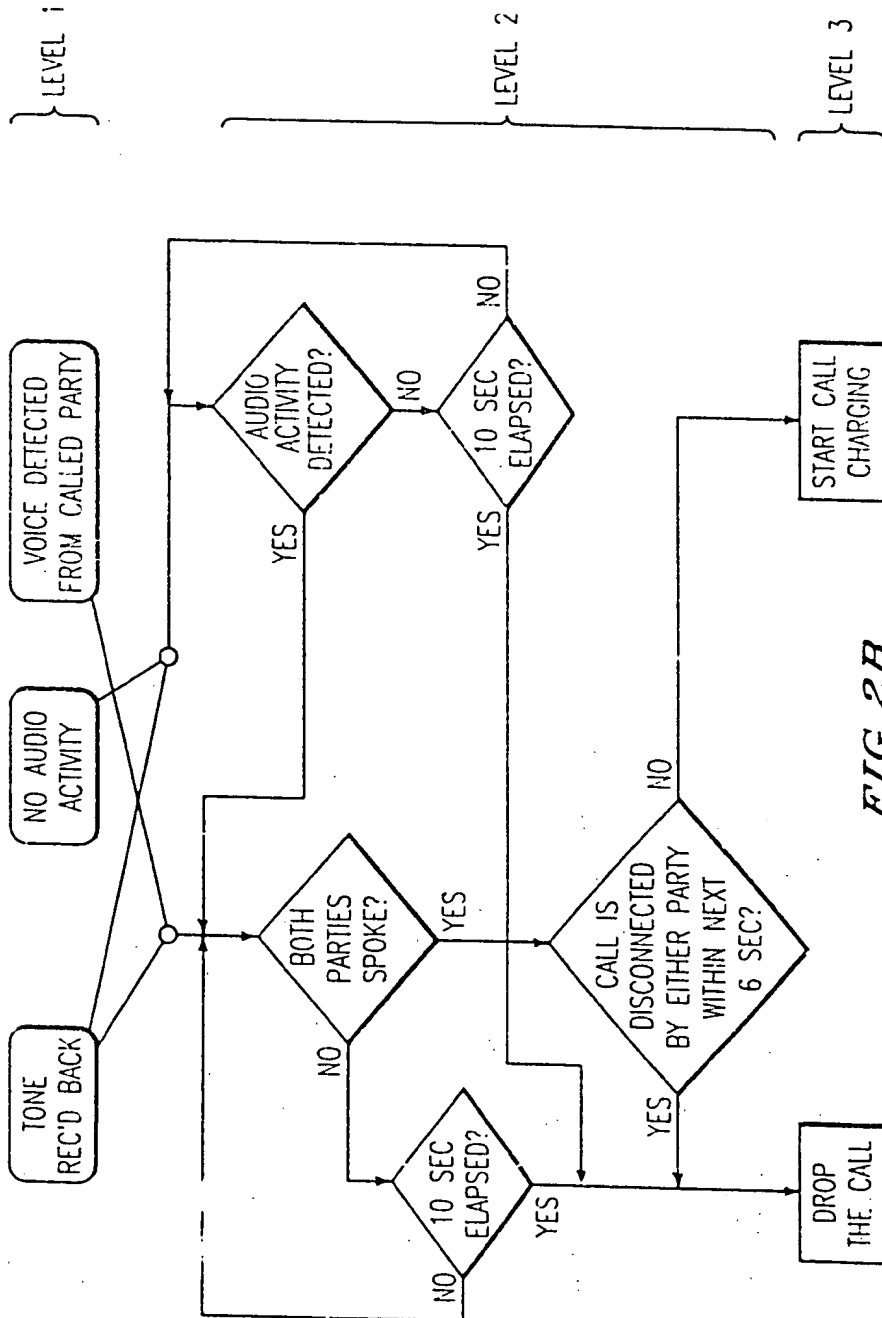 TONE
REC'D BACK
NO AUDIO
ACTIVITY
VOICE DETECTED
FROM CALLED PARTY
LEVEL 1
BOTH
PARTIES
SPOKE?
NO
YES
AUDIO
ACTIVITY
DETECTED?
YES
NO
10 SEC
ELAPSED?
NO
YES
10 SEC
ELAPSED?
YES
NO
LEVEL 2
CALL IS
DISCONNECTED
BY EITHER PARTY
WITHIN NEXT
6 SEC?
YES
NO
DROP
THE CALL
START CALL
CHARGING
LEVEL 3
FIG. 2B